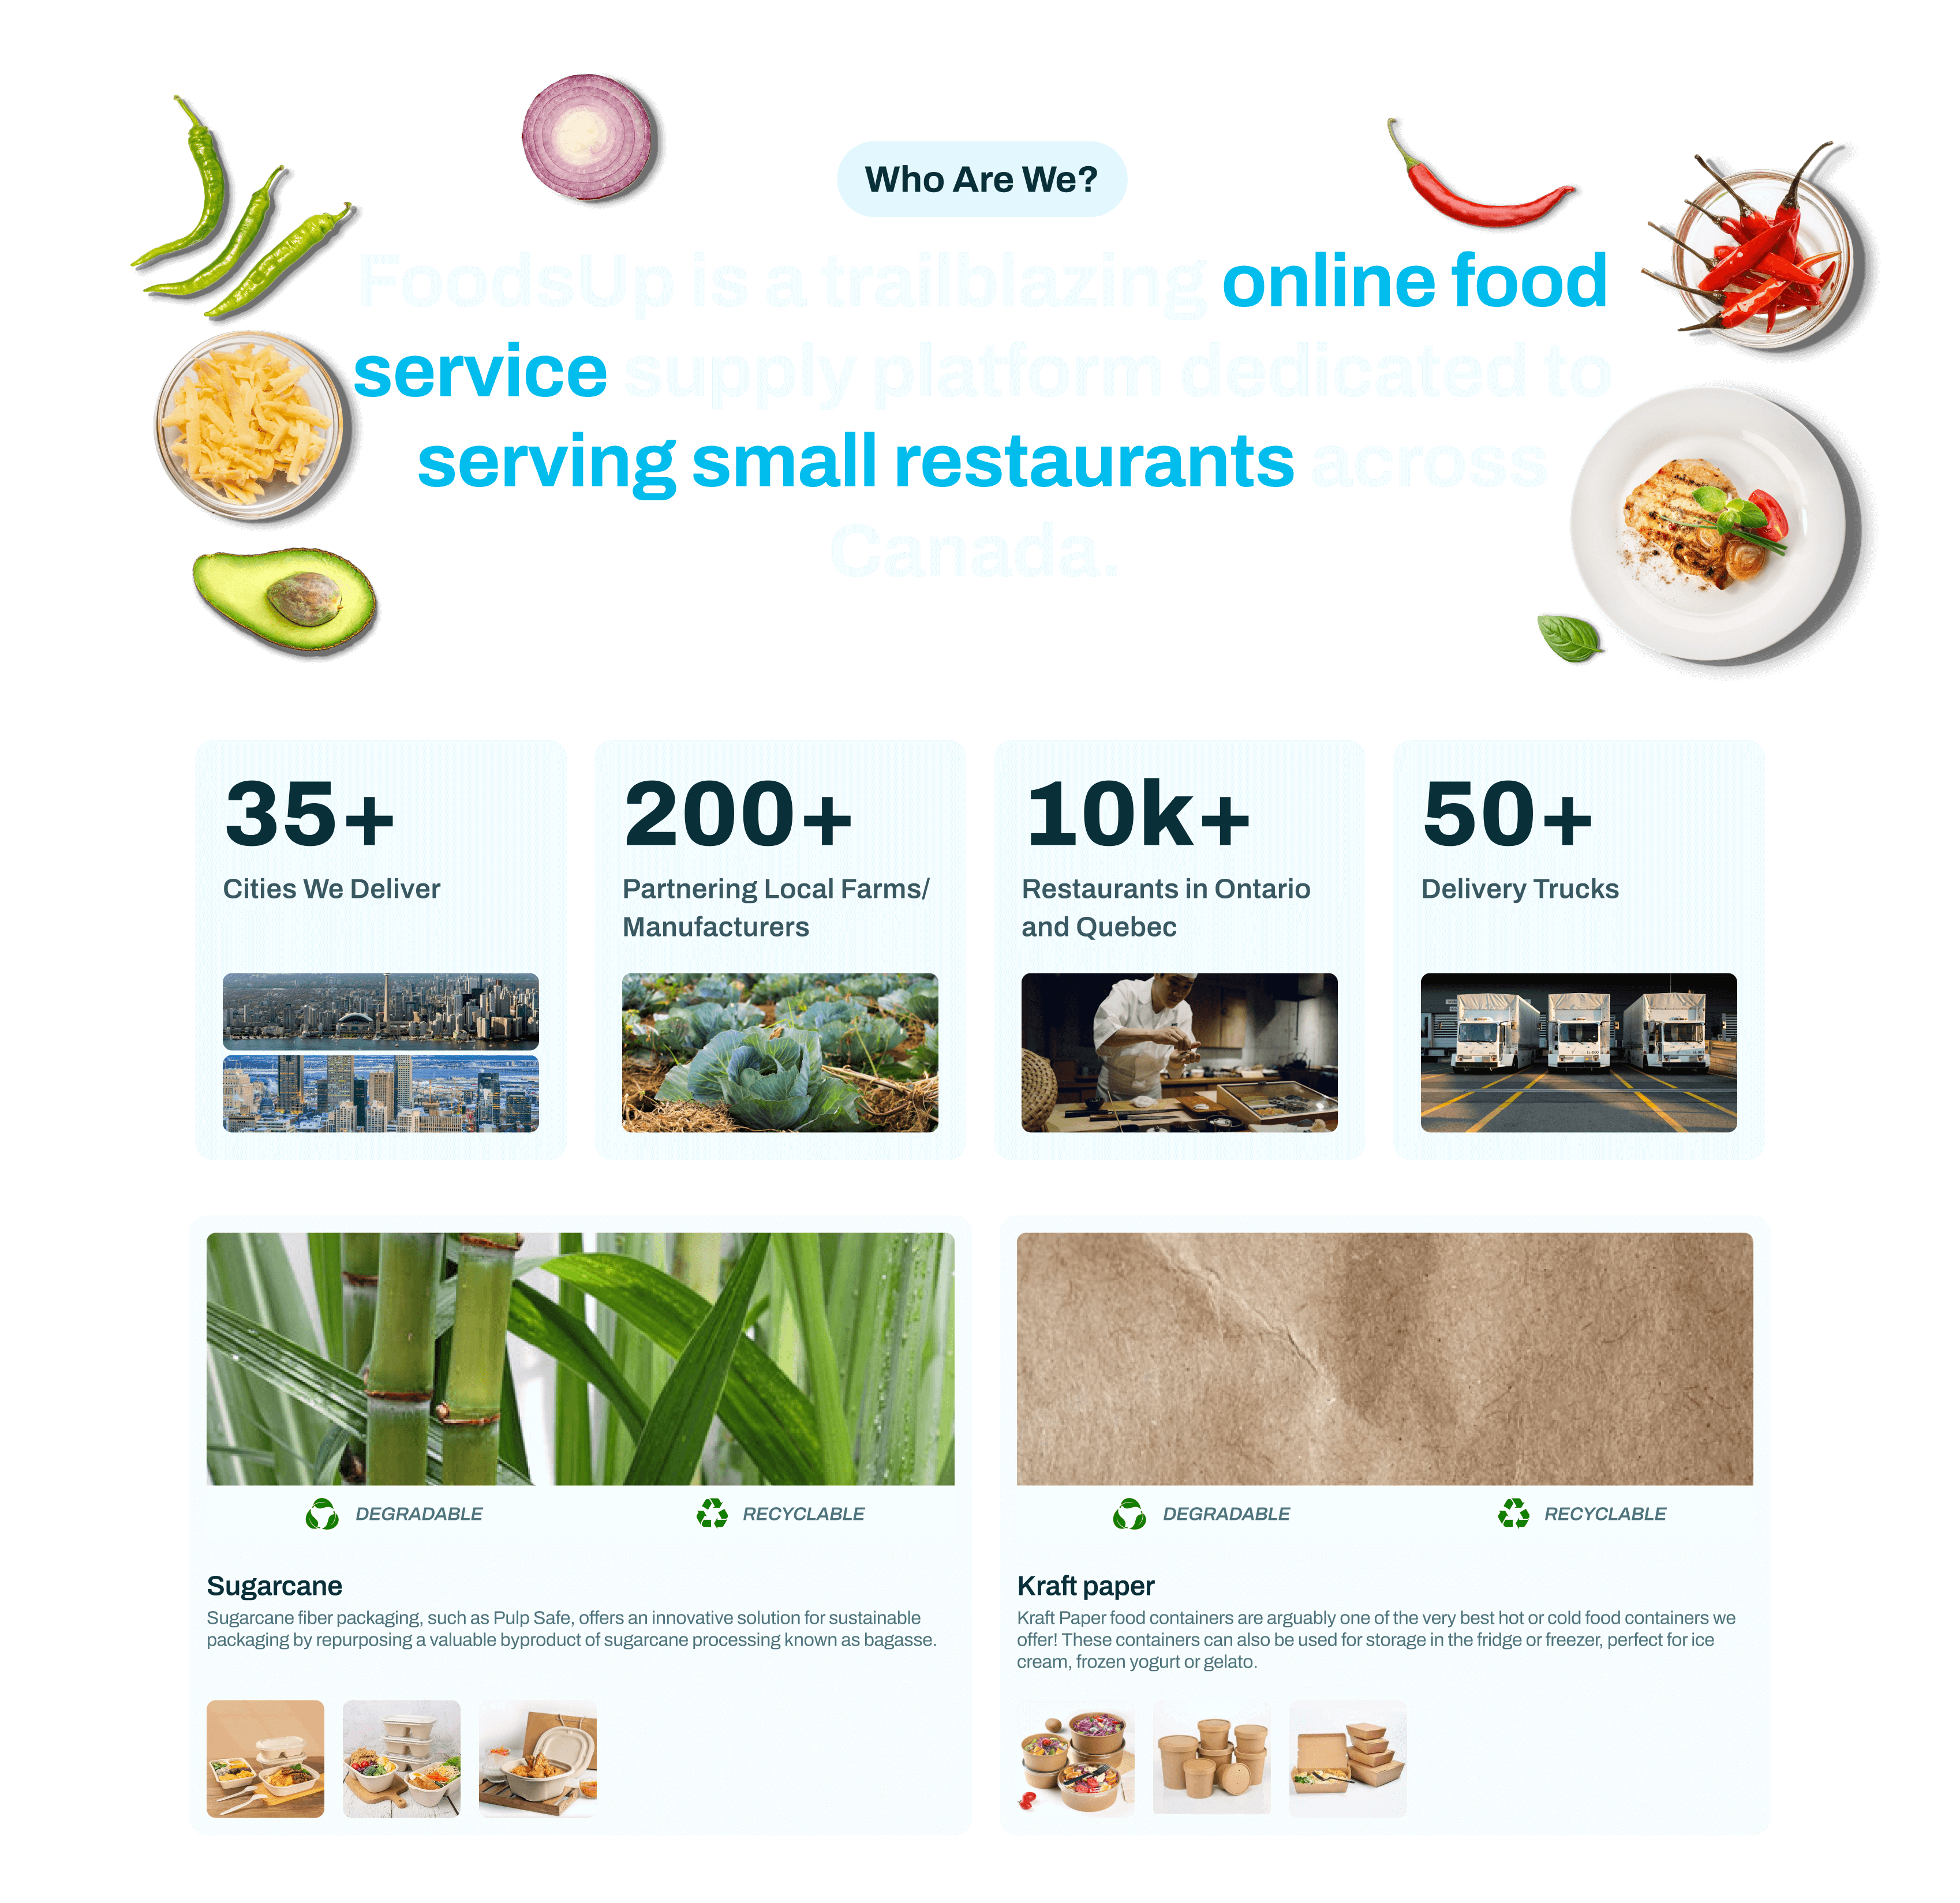 Who Are We?
FoodsUp is a trailblazing online food
service supply platform dedicated to
serving small restaurants across
Canada.
35+
Cities We Deliver
200+
Partnering Local Farms/
Manufacturers
10k+
Restaurants in Ontario
and Quebec
50+
Delivery Trucks
DEGRADABLE
RECYCLABLE
Sugarcane
Sugarcane fiber packaging, such as Pulp Safe, offers an innovative solution for sustainable
packaging by repurposing a valuable byproduct of sugarcane processing known as bagasse.
DEGRADABLE
RECYCLABLE
Kraft paper
Kraft Paper food containers are arguably one of the very best hot or cold food containers we
offer! These containers can also be used for storage in the fridge or freezer, perfect for ice
cream, frozen yogurt or gelato.